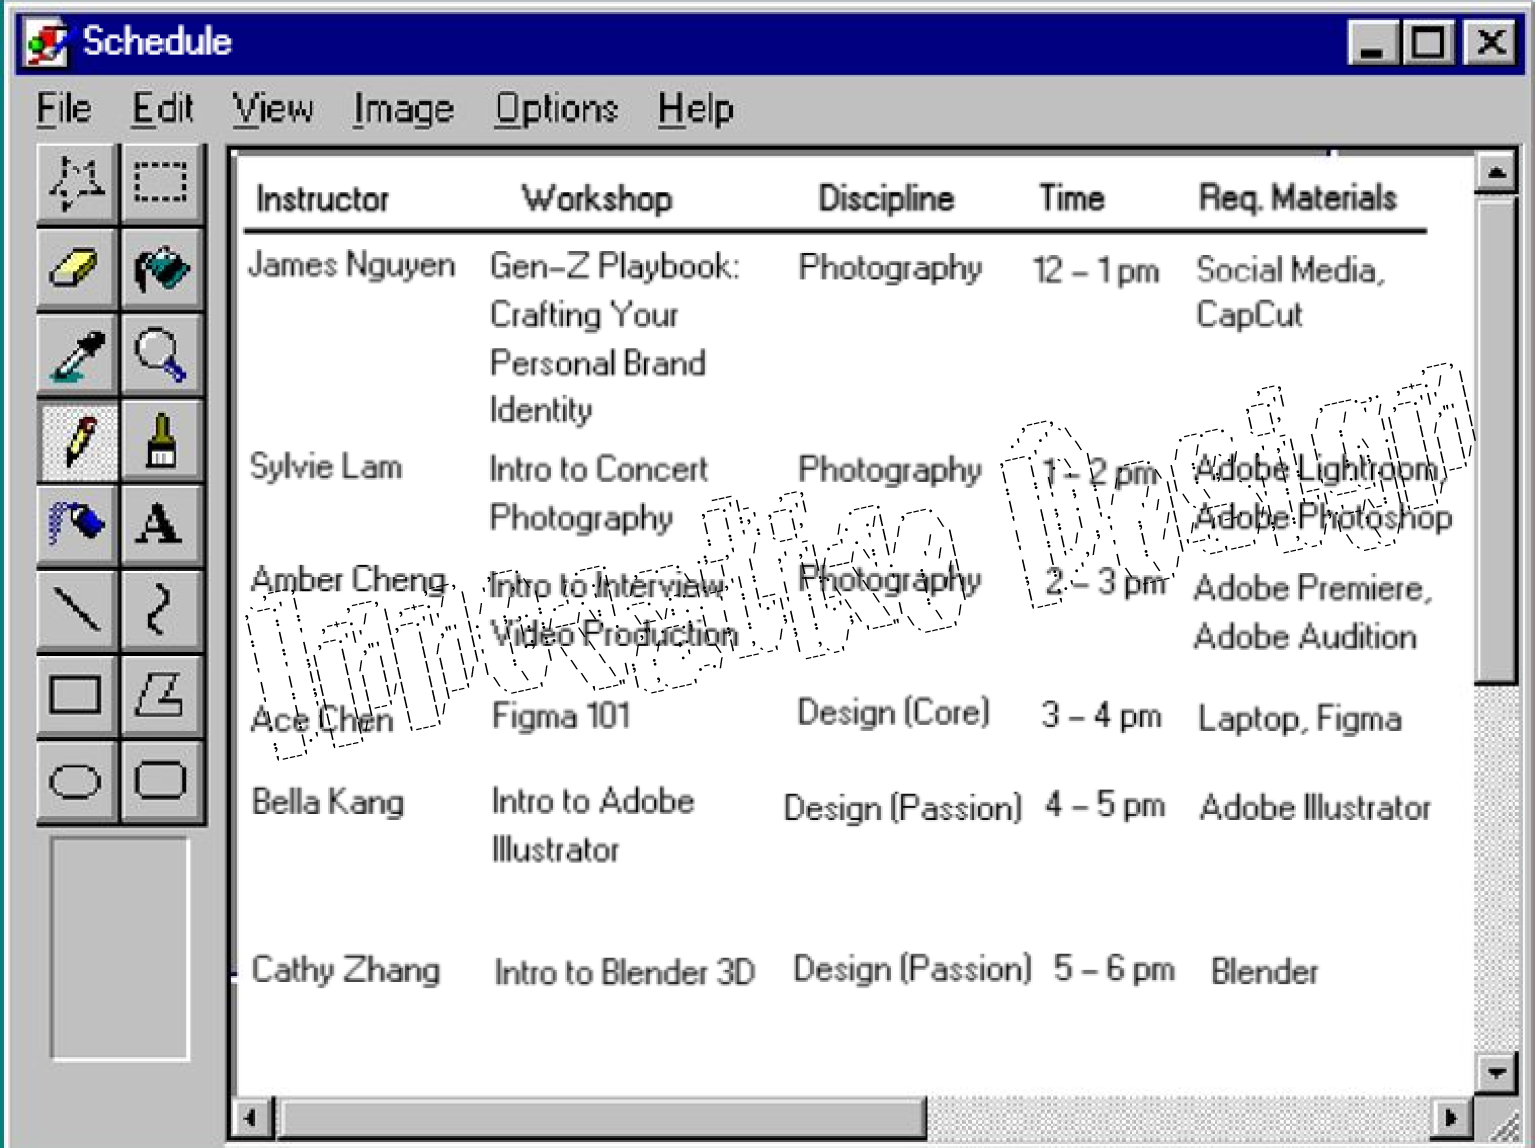 Schedule
File Edit View Image Options Help
Instructor Workshop Discipline Time Req. Materials
James Nguyen Gen-Z Playbook: Photography 12 – 1 pm Social Media,
Crafting Your CapCut
Personal Brand
Identity
Sylvie Lam Intro to Concert Photography 1 – 2 pm Adobe Lightroom,
Photography Adobe Photoshop
Amber Cheng Intro to Interview Photography 2 – 3 pm Adobe Premiere,
Video Production Adobe Audition
Ace Chen Figma 101 Design (Core) 3 – 4 pm Laptop, Figma
Bella Kang Intro to Adobe Design (Passion) 4 – 5 pm Adobe Illustrator
Illustrator
Cathy Zhang Intro to Blender 3D Design (Passion) 5 – 6 pm Blender
Innovative Design
A